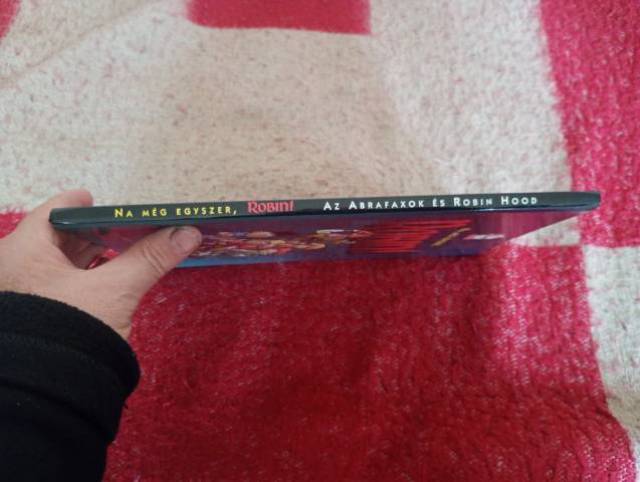 NA MÉG EGYSZER, ROBIN! AZ ABRAFAXOK ÉS ROBIN HOOD